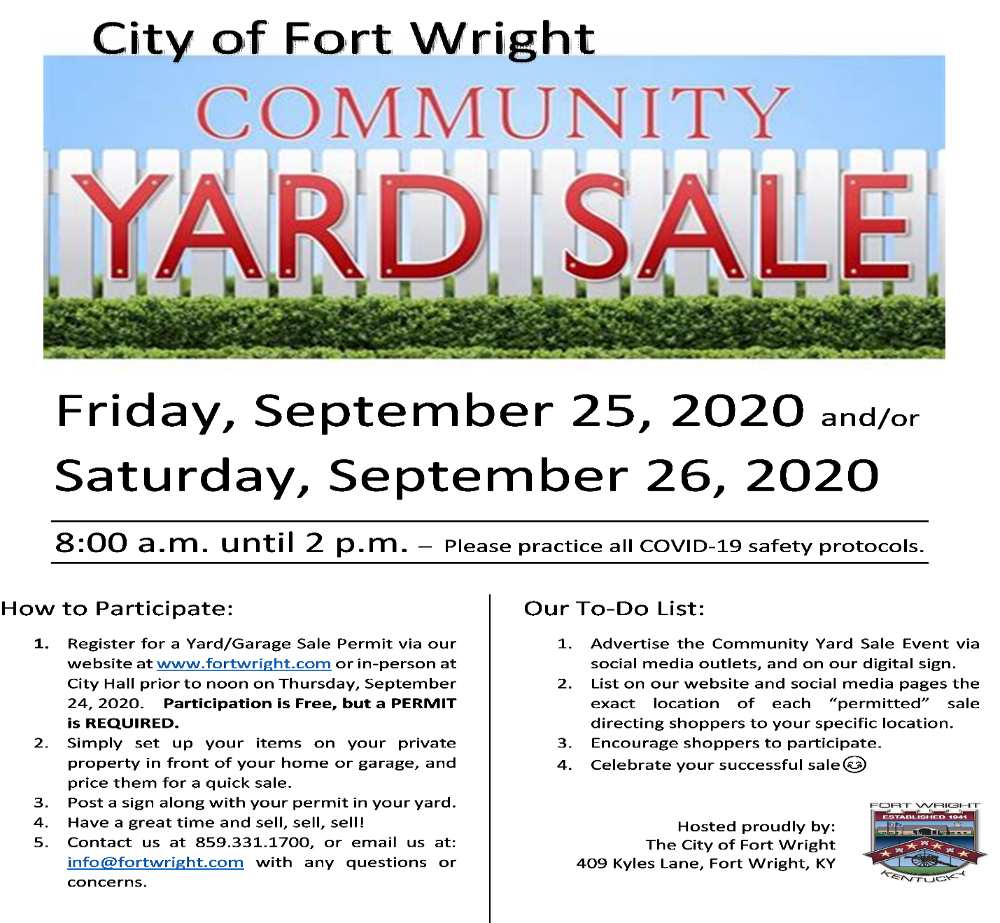 City of Fort Wright
COMMUNITY
YARD SALE
Friday, September 25, 2020 and/or
Saturday, September 26, 2020
8:00 a.m. until 2 p.m. – Please practice all COVID-19 safety protocols.
How to Participate:
1. Register for a Yard/Garage Sale Permit via our
website at www.fortwright.com or in-person at
City Hall prior to noon on Thursday, September
24, 2020. Participation is Free, but a PERMIT
is REQUIRED.
2. Simply set up your items on your private
property in front of your home or garage, and
price them for a quick sale.
3. Post a sign along with your permit in your yard.
4. Have a great time and sell, sell, sell!
5. Contact us at 859.331.1700, or email us at:
info@fortwright.com with any questions or
concerns.
Our To-Do List:
1. Advertise the Community Yard Sale Event via
social media outlets, and on our digital sign.
2. List on our website and social media pages the
exact location of each “permitted” sale
directing shoppers to your specific location.
3. Encourage shoppers to participate.
4. Celebrate your successful sale😊
Hosted proudly by:
The City of Fort Wright
409 Kyles Lane, Fort Wright, KY
FORT WRIGHT
ESTABLISHED 1941
KENTUCKY